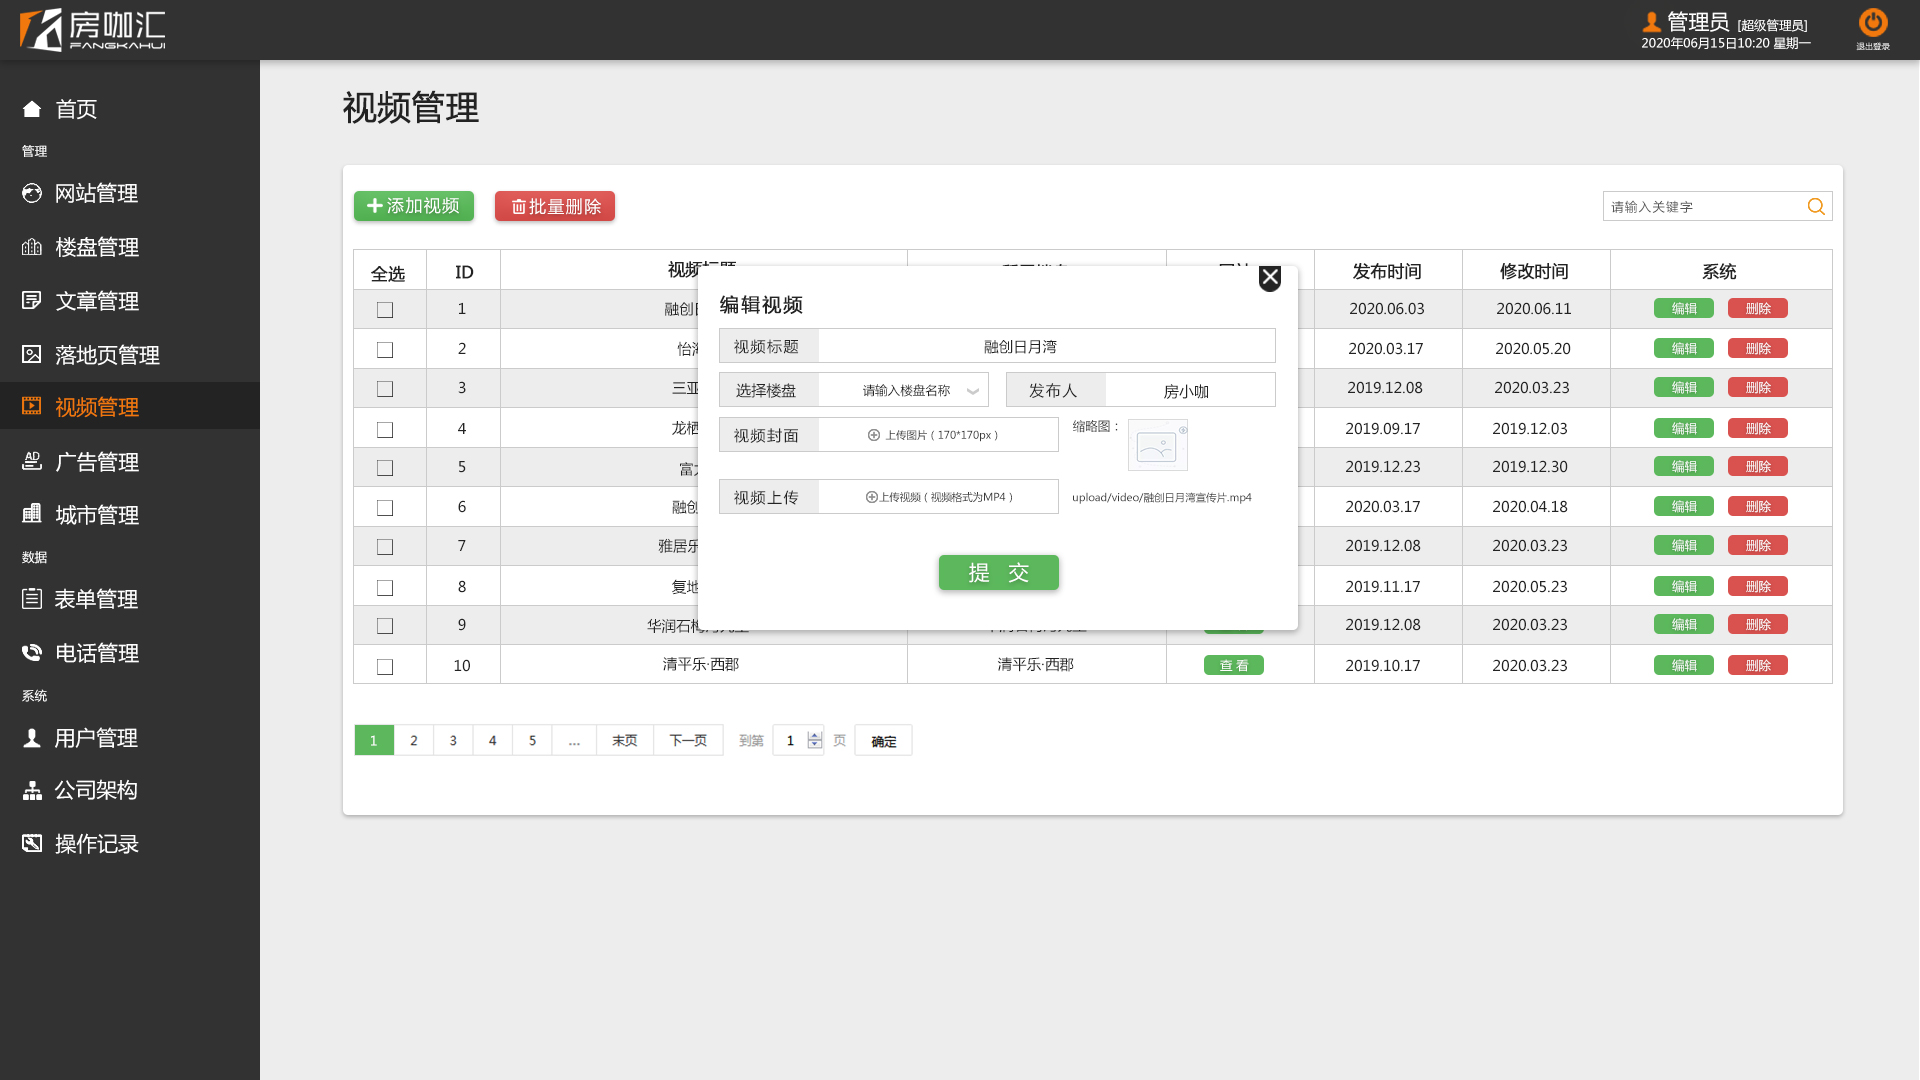 房咖汇
FANGKAHUI
管理员 [超级管理员]
2020年06月15日10:20 星期一
退出登录
首页
管理
网站管理
楼盘管理
文章管理
落地页管理
视频管理
广告管理
城市管理
数据
表单管理
电话管理
系统
用户管理
公司架构
操作记录
视频管理
添加视频 批量删除 请输入关键字
全选 ID 视频标题 发布时间 修改时间 系统
1 融创日 2020.06.03 2020.06.11 编辑 删除
2 怡海 2020.03.17 2020.05.20 编辑 删除
3 三亚 2019.12.08 2020.03.23 编辑 删除
4 龙栖 2019.09.17 2019.12.03 编辑 删除
5 富 2019.12.23 2019.12.30 编辑 删除
6 融创 2020.03.17 2020.04.18 编辑 删除
7 雅居乐 2019.12.08 2020.03.23 编辑 删除
8 复地 2019.11.17 2020.05.23 编辑 删除
9 华润石梅湾九里 华润石梅湾九里 2019.12.08 2020.03.23 编辑 删除
10 清平乐·西郡 清平乐·西郡 查看 2019.10.17 2020.03.23 编辑 删除
编辑视频
视频标题 融创日月湾
选择楼盘 请输入楼盘名称 发布人 房小咖
视频封面 上传图片（170*170px） 缩略图：
视频上传 上传视频（视频格式为MP4） upload/video/融创日月湾宣传片.mp4
提 交
1 2 3 4 5 ... 末页 下一页 到第 1 页 确定